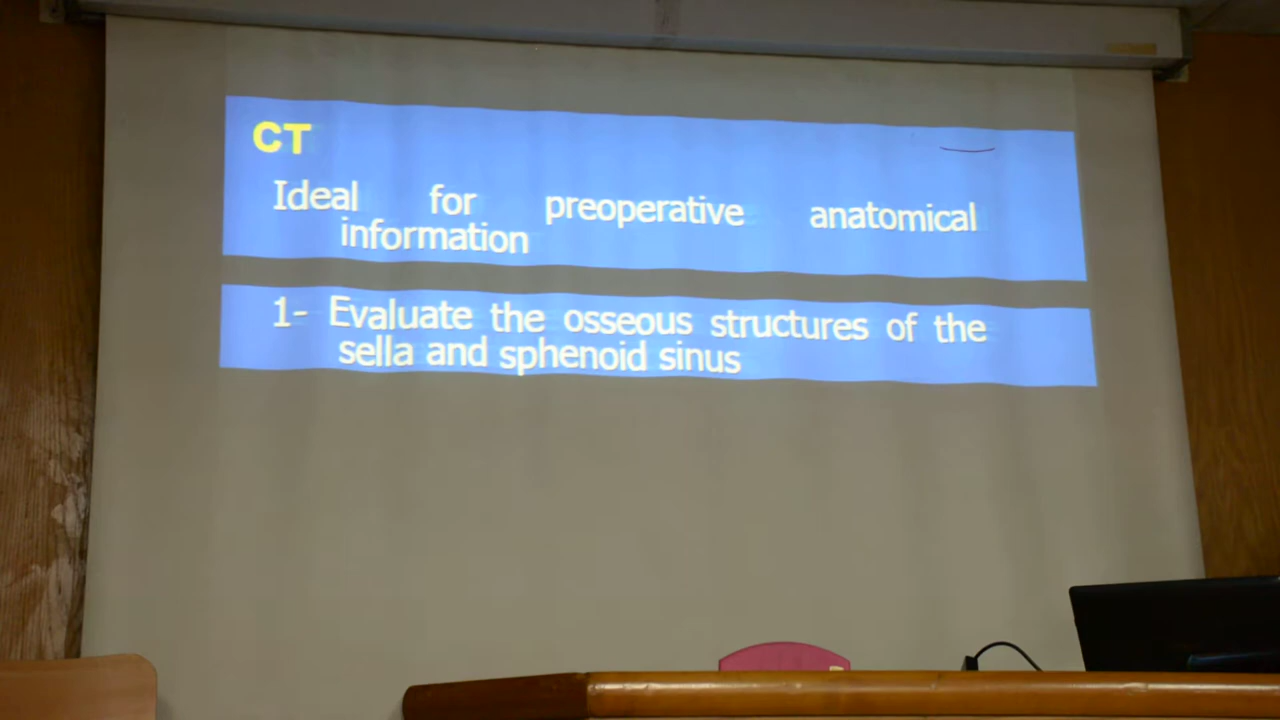 CT
Ideal for preoperative anatomical
information
1- Evaluate the osseous structures of the
sella and sphenoid sinus